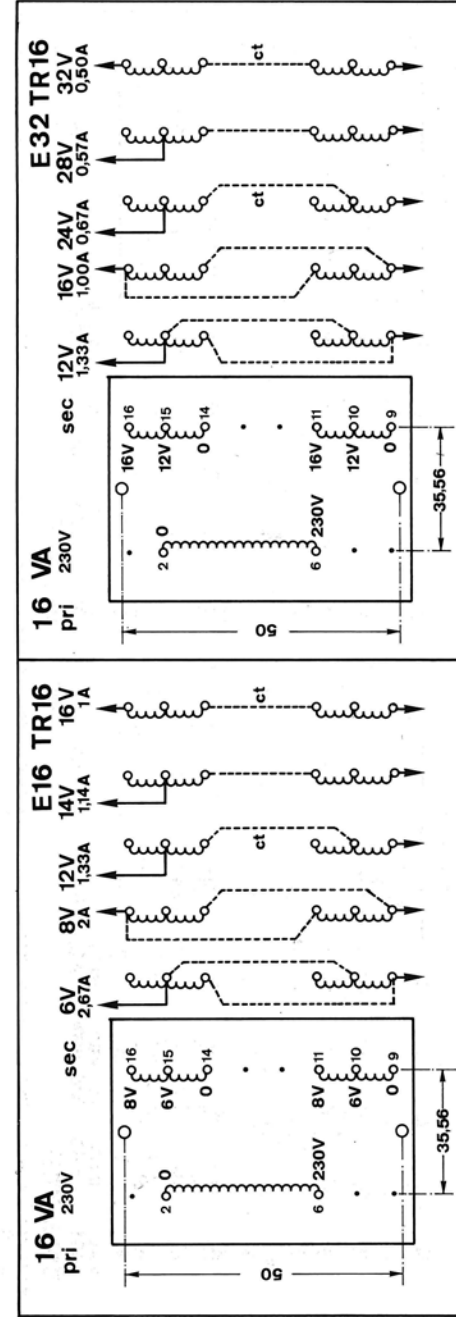 16 VA E16 TR16
pri 230V sec 6V 8V 12V 14V 16V
2,67A 2A 1,33A 1,14A 1A
8V 16
2 0 6V 15
0 14
ct ct
6 230V 8V 11
6V 10
0 9
50
35,56
16 VA E32 TR16
pri 230V sec 12V 16V 24V 28V 32V
1,33A 1,00A 0,67A 0,57A 0,50A
16V 16
2 0 12V 15
0 14
ct ct
6 230V 16V 11
12V 10
0 9
50
35,56